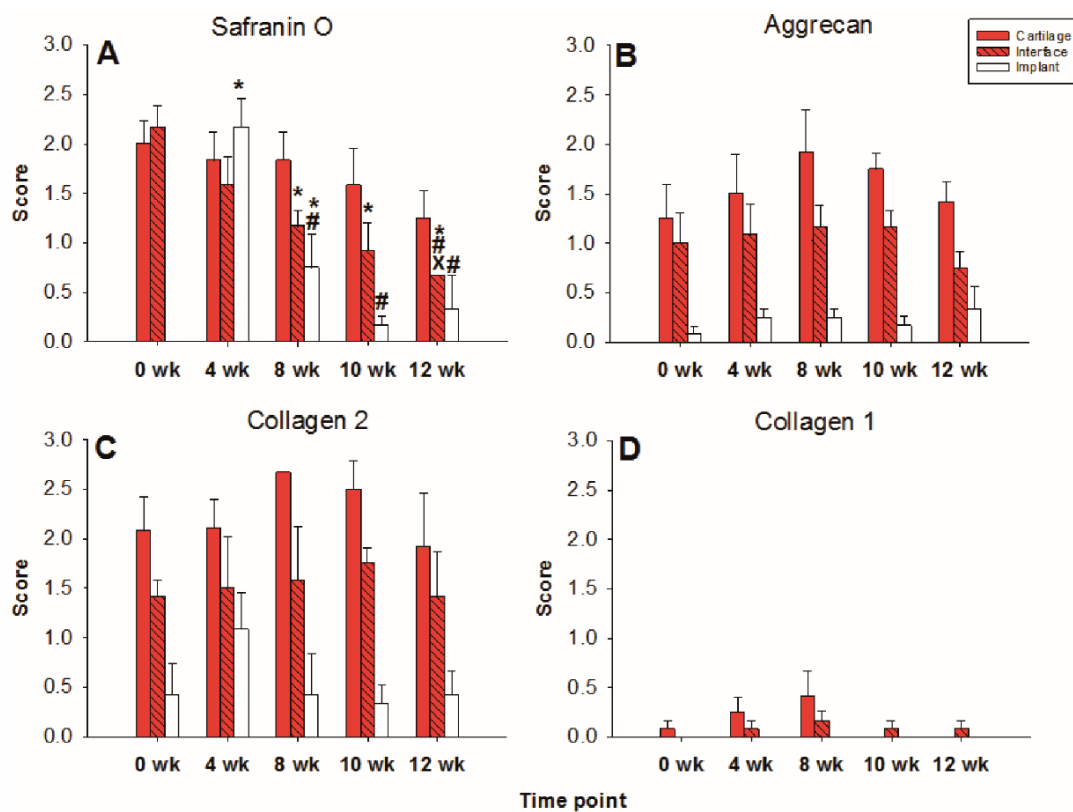 Safranin O
Aggrecan
A
B
Cartilage
Interface
Implant
Score
3.0
2.5
2.0
1.5
1.0
0.5
0.0
*
*
*
#
*
#
*
#
x
#
0 wk 4 wk 8 wk 10 wk 12 wk
Score
3.0
2.5
2.0
1.5
1.0
0.5
0.0
0 wk 4 wk 8 wk 10 wk 12 wk
Collagen 2
Collagen 1
C
D
Score
3.0
2.5
2.0
1.5
1.0
0.5
0.0
0 wk 4 wk 8 wk 10 wk 12 wk
Score
3.0
2.5
2.0
1.5
1.0
0.5
0.0
0 wk 4 wk 8 wk 10 wk 12 wk
Time point